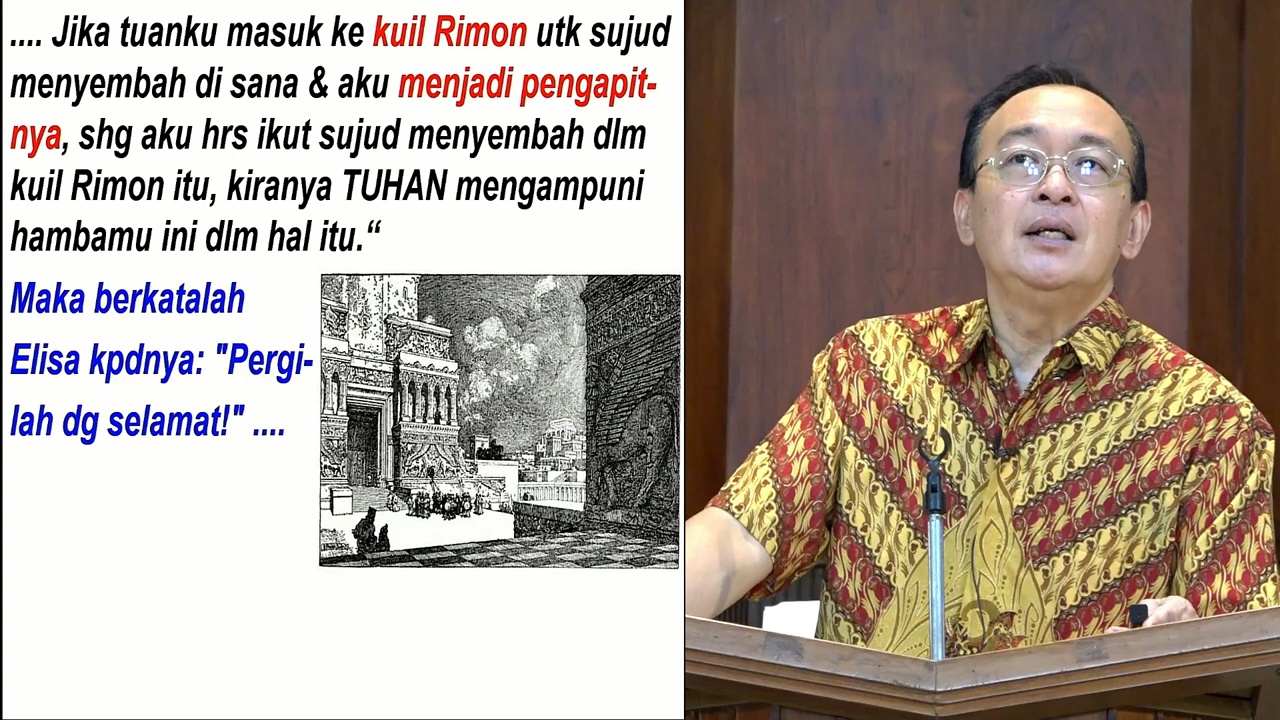 .... Jika tuanku masuk ke kuil Rimon utk sujud
menyembah di sana & aku menjadi pengapit-
nya, shg aku hrs ikut sujud menyembah dlm
kuil Rimon itu, kiranya TUHAN mengampuni
hambamu ini dlm hal itu.“
Maka berkatalah
Elisa kpdnya: "Pergi-
lah dg selamat!" ....